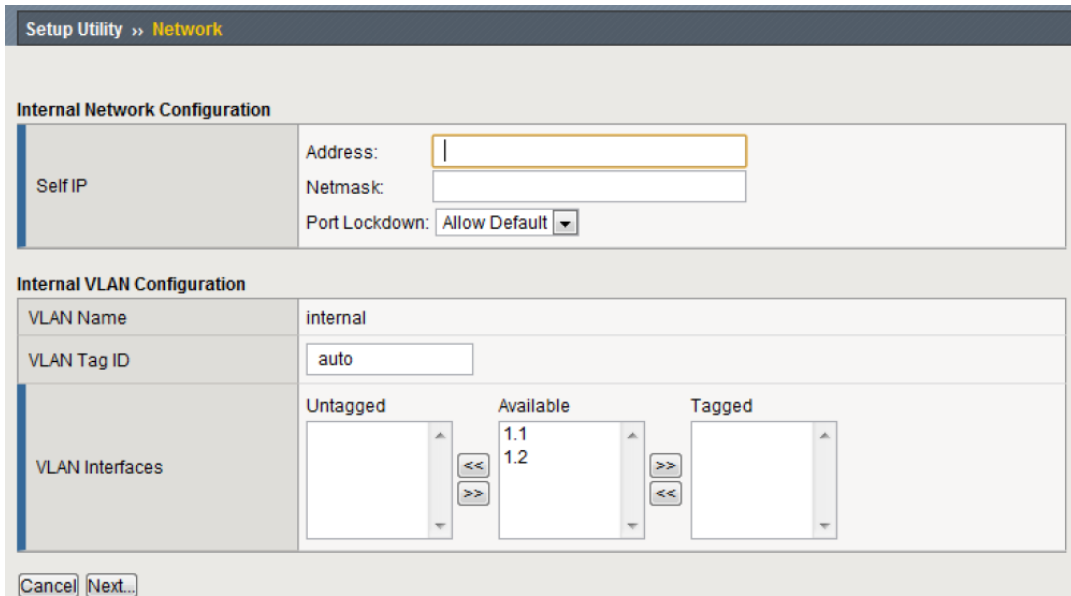 Setup Utility ›› Network
Internal Network Configuration
Self IP
Address:
Netmask:
Port Lockdown: Allow Default
Internal VLAN Configuration
VLAN Name internal
VLAN Tag ID auto
VLAN Interfaces
Untagged Available Tagged
1.1
1.2
<< >>
>> <<
Cancel Next...